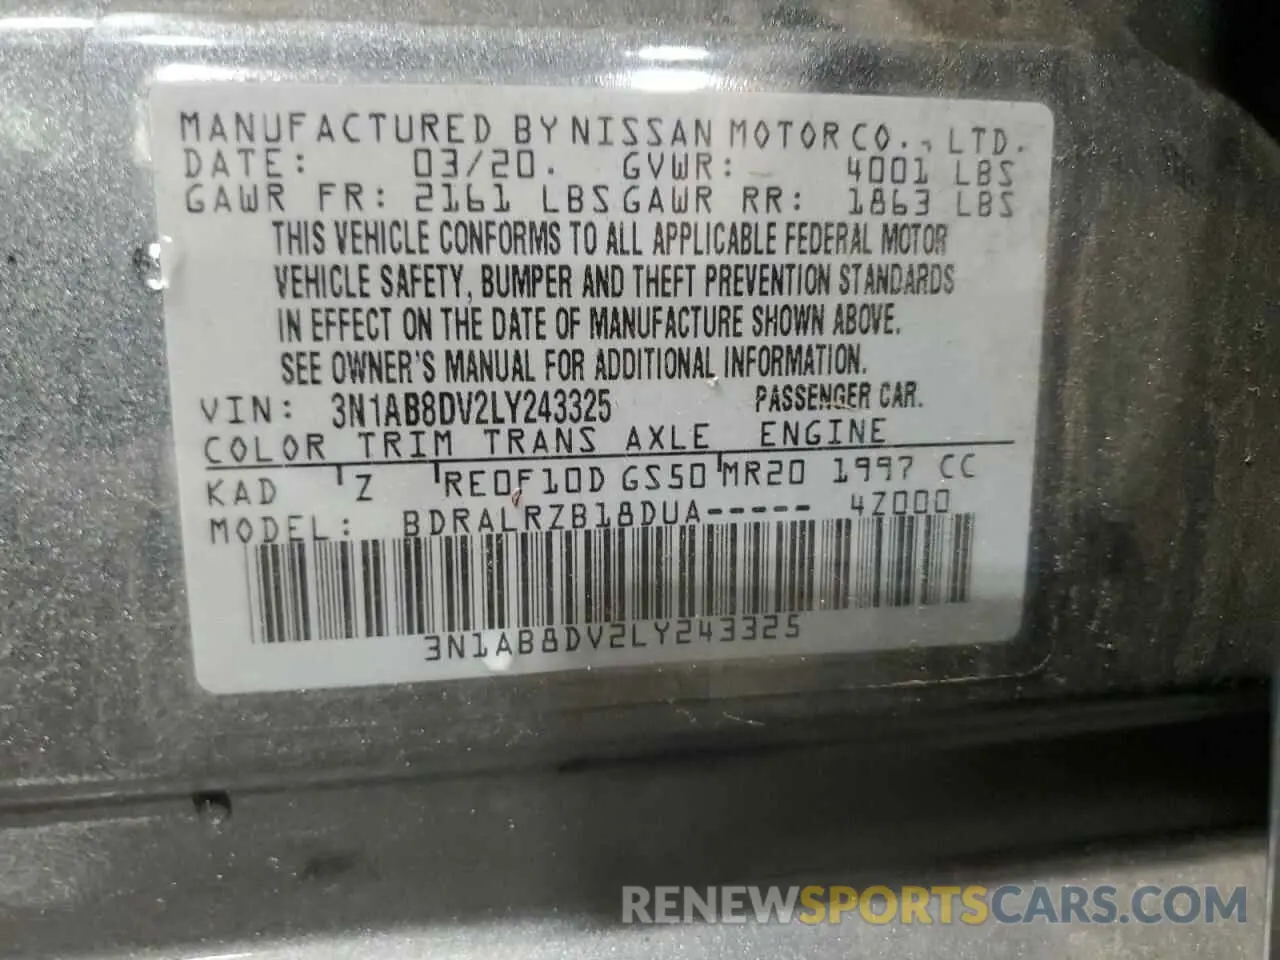 MANUFACTURED BY NISSAN MOTOR CO., LTD.
DATE: 03/20. GVWR: 4001 LBS
GAWR FR: 2161 LBS GAWR RR: 1863 LBS
THIS VEHICLE CONFORMS TO ALL APPLICABLE FEDERAL MOTOR
VEHICLE SAFETY, BUMPER AND THEFT PREVENTION STANDARDS
IN EFFECT ON THE DATE OF MANUFACTURE SHOWN ABOVE.
SEE OWNER'S MANUAL FOR ADDITIONAL INFORMATION.
VIN: 3N1AB8DV2LY243325 PASSENGER CAR.
COLOR TRIM TRANS AXLE ENGINE
KAD Z RE0F10D GS50 MR20 1997 CC
MODEL: BDRALRZB18DUA----- 4Z000
3N1AB8DV2LY243325
RENEWSPORTSCARS.COM